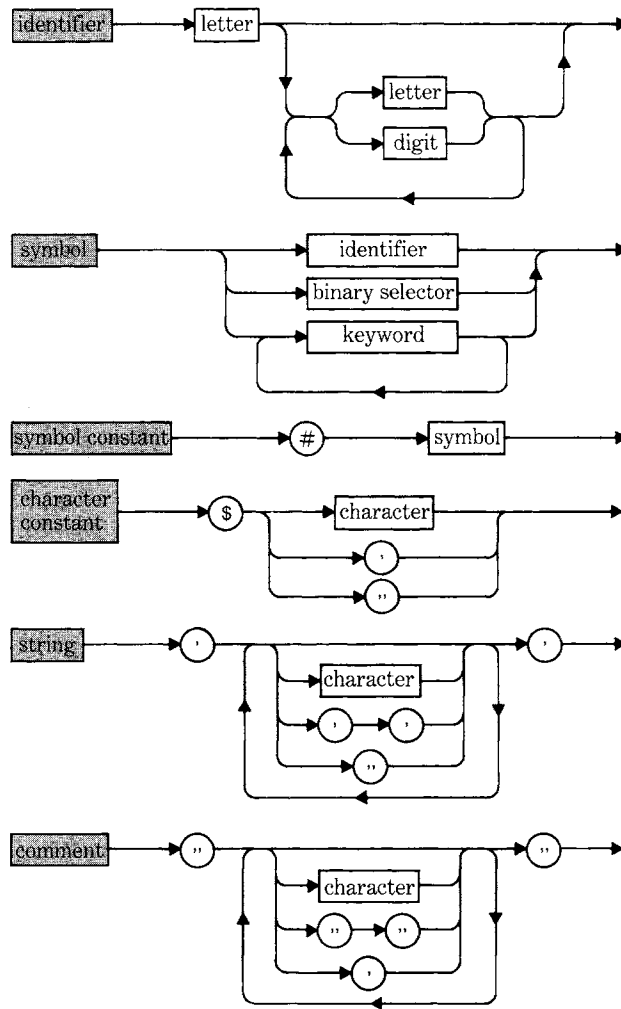 identifier letter
letter
digit
symbol identifier
binary selector
keyword
symbol constant # symbol
character
constant $ character
'
"
string ' '
character
' '
"
comment " "
character
" "
'